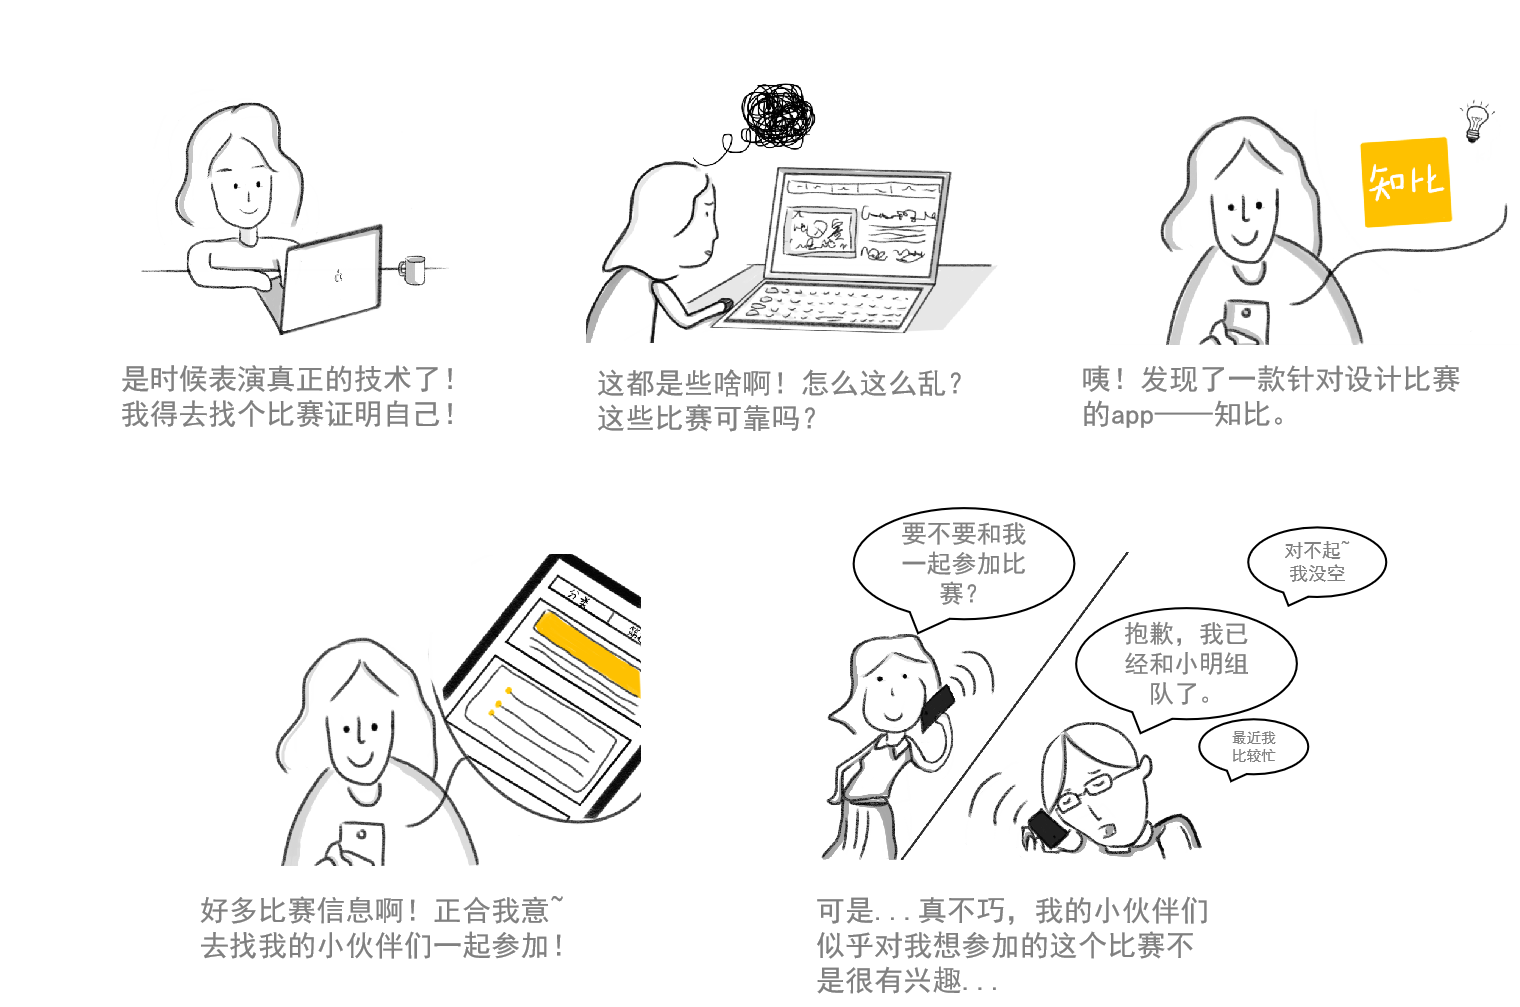 知比
是时候表演真正的技术了！
我得去找个比赛证明自己！
这都是些啥啊！怎么这么乱？
这些比赛可靠吗？
咦！发现了一款针对设计比赛
的app——知比。
分类
好多比赛信息啊！正合我意~
去找我的小伙伴们一起参加！
要不要和我
一起参加比
赛？
对不起~
我没空
抱歉，我已
经和小明组
队了。
最近我
比较忙
可是...真不巧，我的小伙伴们
似乎对我想参加的这个比赛不
是很有兴趣...